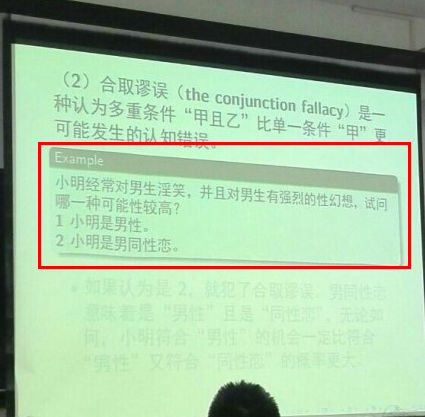 （2）合取谬误（the conjunction fallacy）是一
种认为多重条件“甲且乙”比单一条件“甲”更
可能发生的认知错误。
Example
小明经常对男生淫笑，并且对男生有强烈的性幻想，试问
哪一种可能性较高？
1 小明是男性。
2 小明是男同性恋。
如果认为是 2，就犯了合取谬误。男同性恋
意味着是“男性”且是“同性恋”，无论如
何，小明符合“男性”的机会一定比符合
“男性”又符合“同性恋”的概率更大。